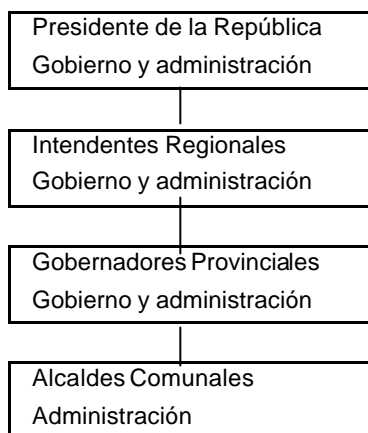 Presidente de la República
Gobierno y administración
Intendentes Regionales
Gobierno y administración
Gobernadores Provinciales
Gobierno y administración
Alcaldes Comunales
Administración